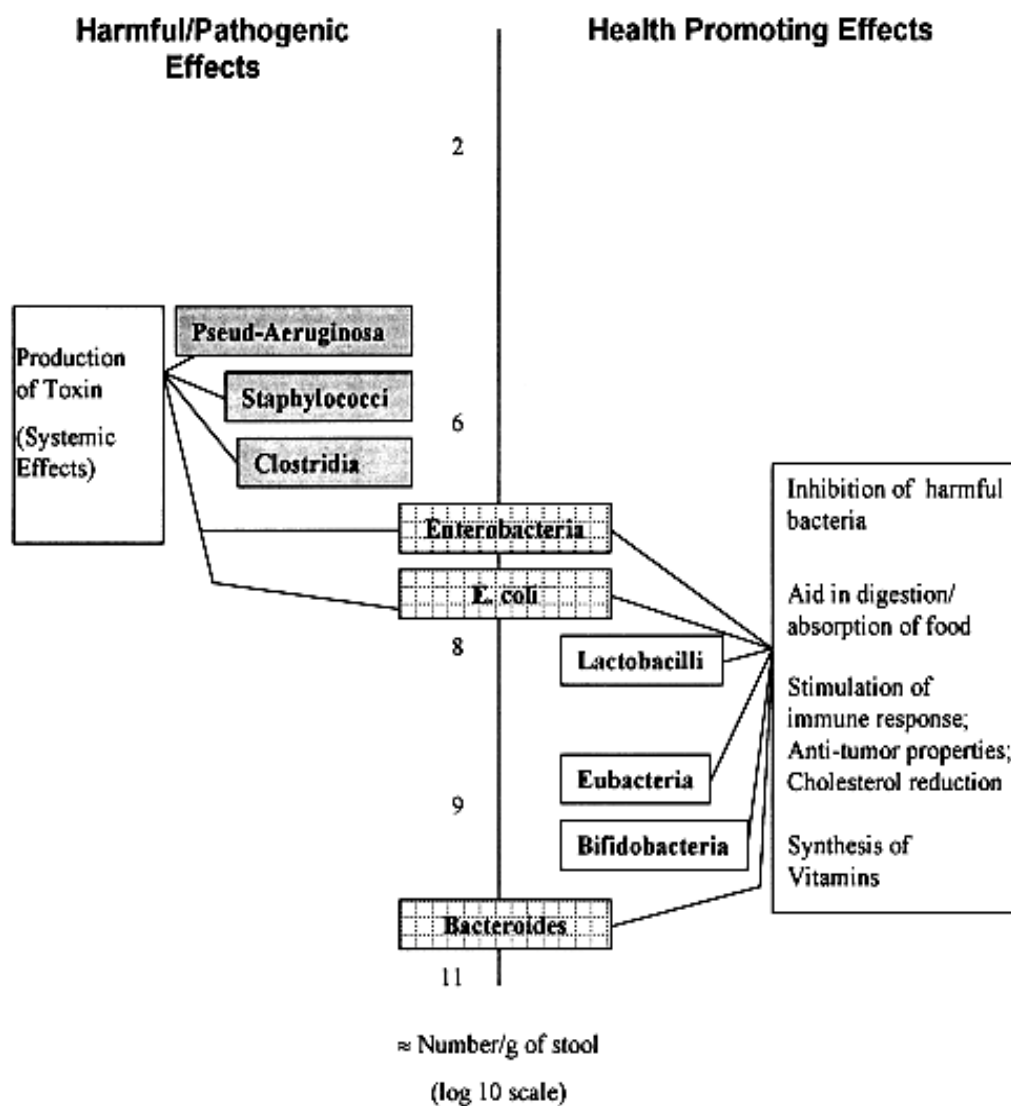 Harmful/Pathogenic
Effects
Health Promoting Effects
2
Production
of Toxin
(Systemic
Effects)
Pseud-Aeruginosa
Staphylococci
6
Clostridia
Enterobacteria
E. coli
8
Lactobacilli
Eubacteria
9
Bifidobacteria
Bacteroides
11
Inhibition of harmful
bacteria
Aid in digestion/
absorption of food
Stimulation of
immune response;
Anti-tumor properties;
Cholesterol reduction
Synthesis of
Vitamins
≈ Number/g of stool
(log 10 scale)